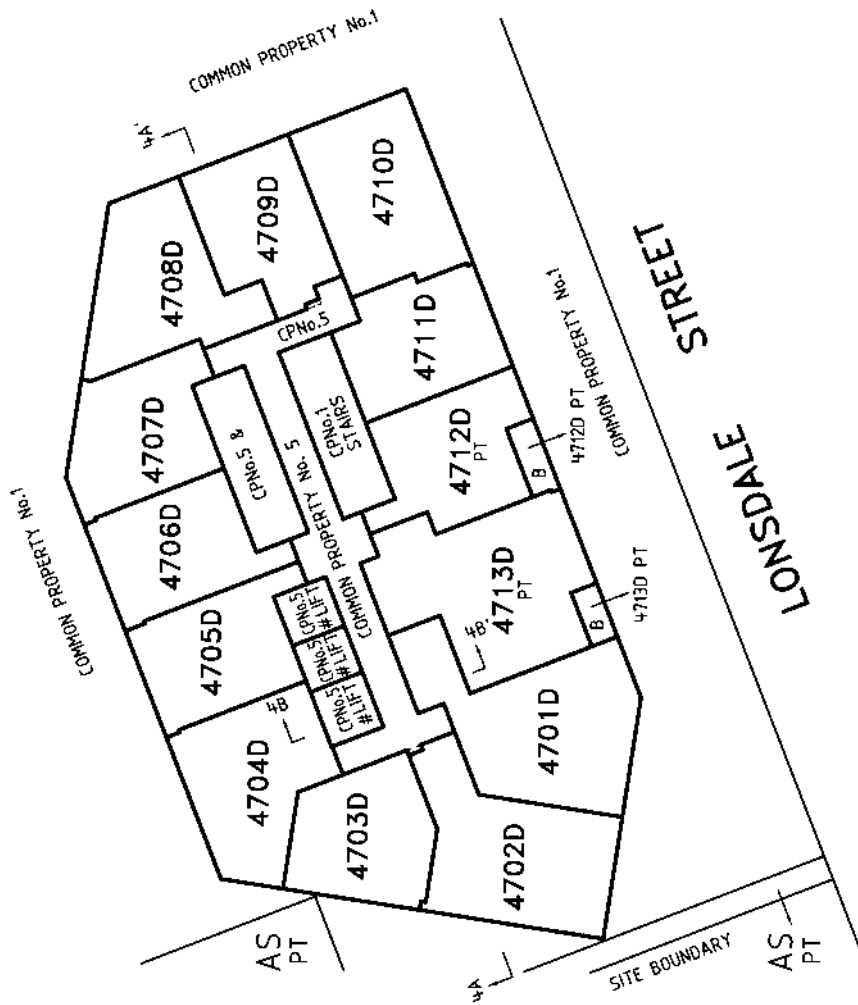 COMMON PROPERTY No.1
4A'
4708D
4709D
4710D
4707D
CPNo.5
4711D
CPNo.5 &
CPNo.1
STAIRS
COMMON PROPERTY No.1
4706D
COMMON PROPERTY No. 5
4712D
PT
B
4712D PT
COMMON PROPERTY No.1
STREET
LONSDALE
4705D
CPNo.5
#LIFT
CPNo.5
#LIFT
CPNo.5
#LIFT
4713D
PT
B
4713D PT
4B'
4B
4704D
4701D
4703D
4702D
AS
PT
4A
SITE BOUNDARY
AS
PT